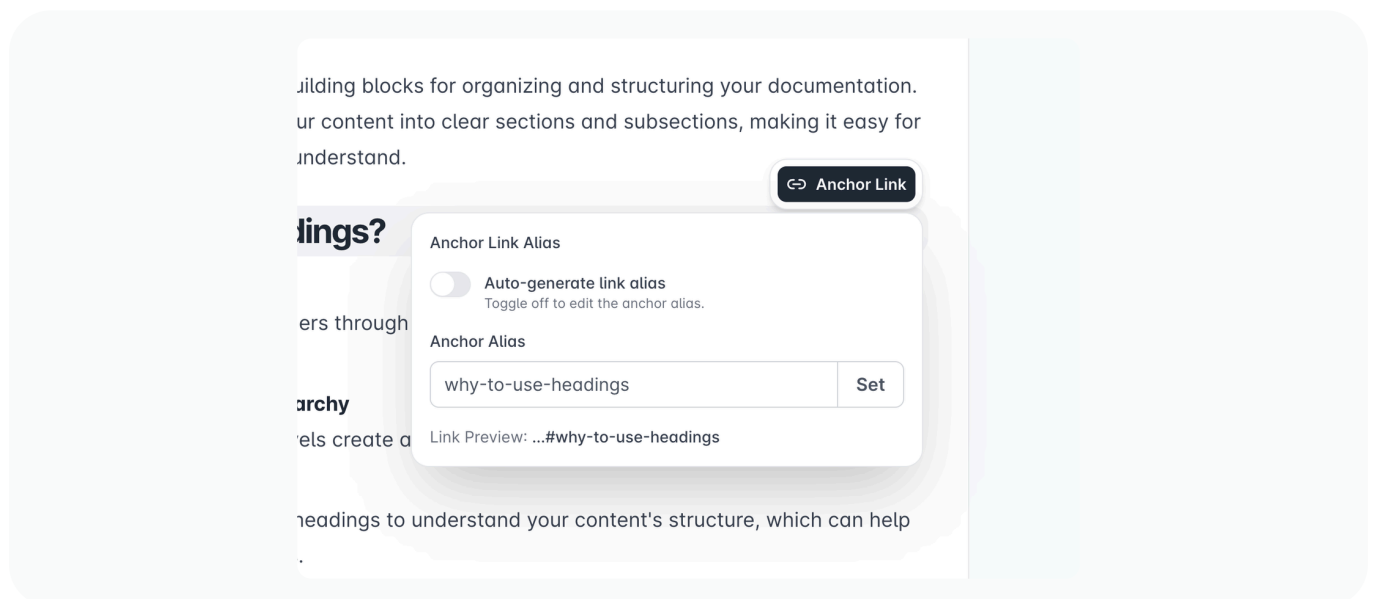 uilding blocks for organizing and structuring your documentation.
ur content into clear sections and subsections, making it easy for
understand.
Anchor Link
dings?
Anchor Link Alias
Auto-generate link alias
Toggle off to edit the anchor alias.
ers through
Anchor Alias
why-to-use-headings
Set
archy
Link Preview: ...#why-to-use-headings
els create a
headings to understand your content's structure, which can help
.